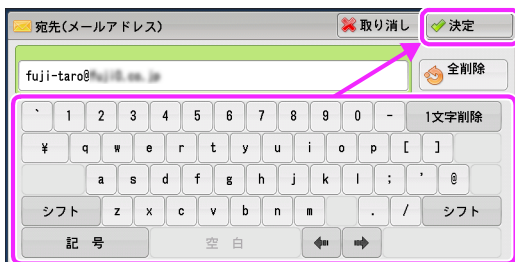 宛先(メールアドレス) 取り消し 決定
fuji-taro@ 全削除
` 1 2 3 4 5 6 7 8 9 0 - 1文字削除
¥ q w e r t y u i o p [ ]
a s d f g h j k l ; ' @
シフト z x c v b n m . / シフト
記号 空白